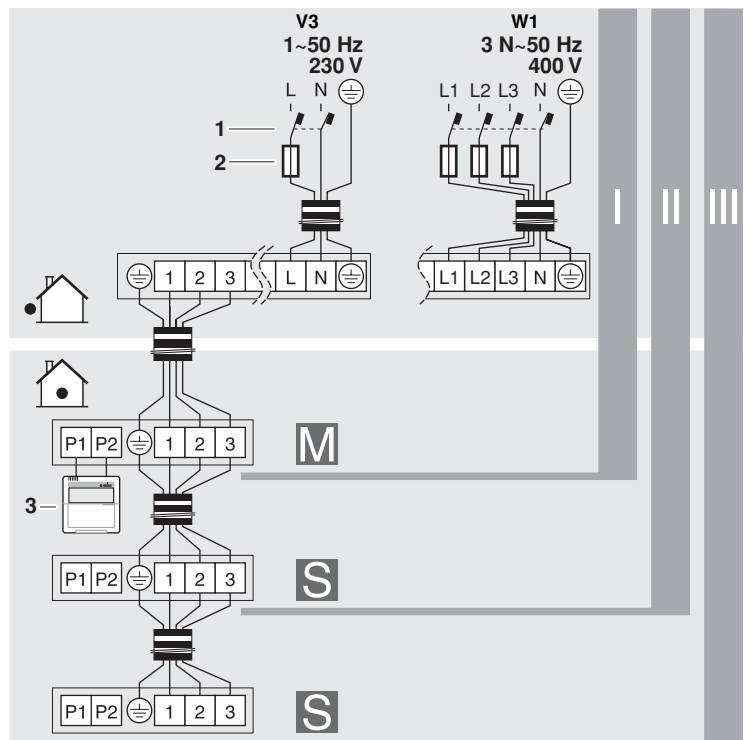 V3
1~50 Hz
230 V
L N
W1
3 N~50 Hz
400 V
L1 L2 L3 N
1
2
I II III
1 2 3 L N
L1 L2 L3 N
P1 P2 1 2 3
M
3
P1 P2 1 2 3
S
P1 P2 1 2 3
S